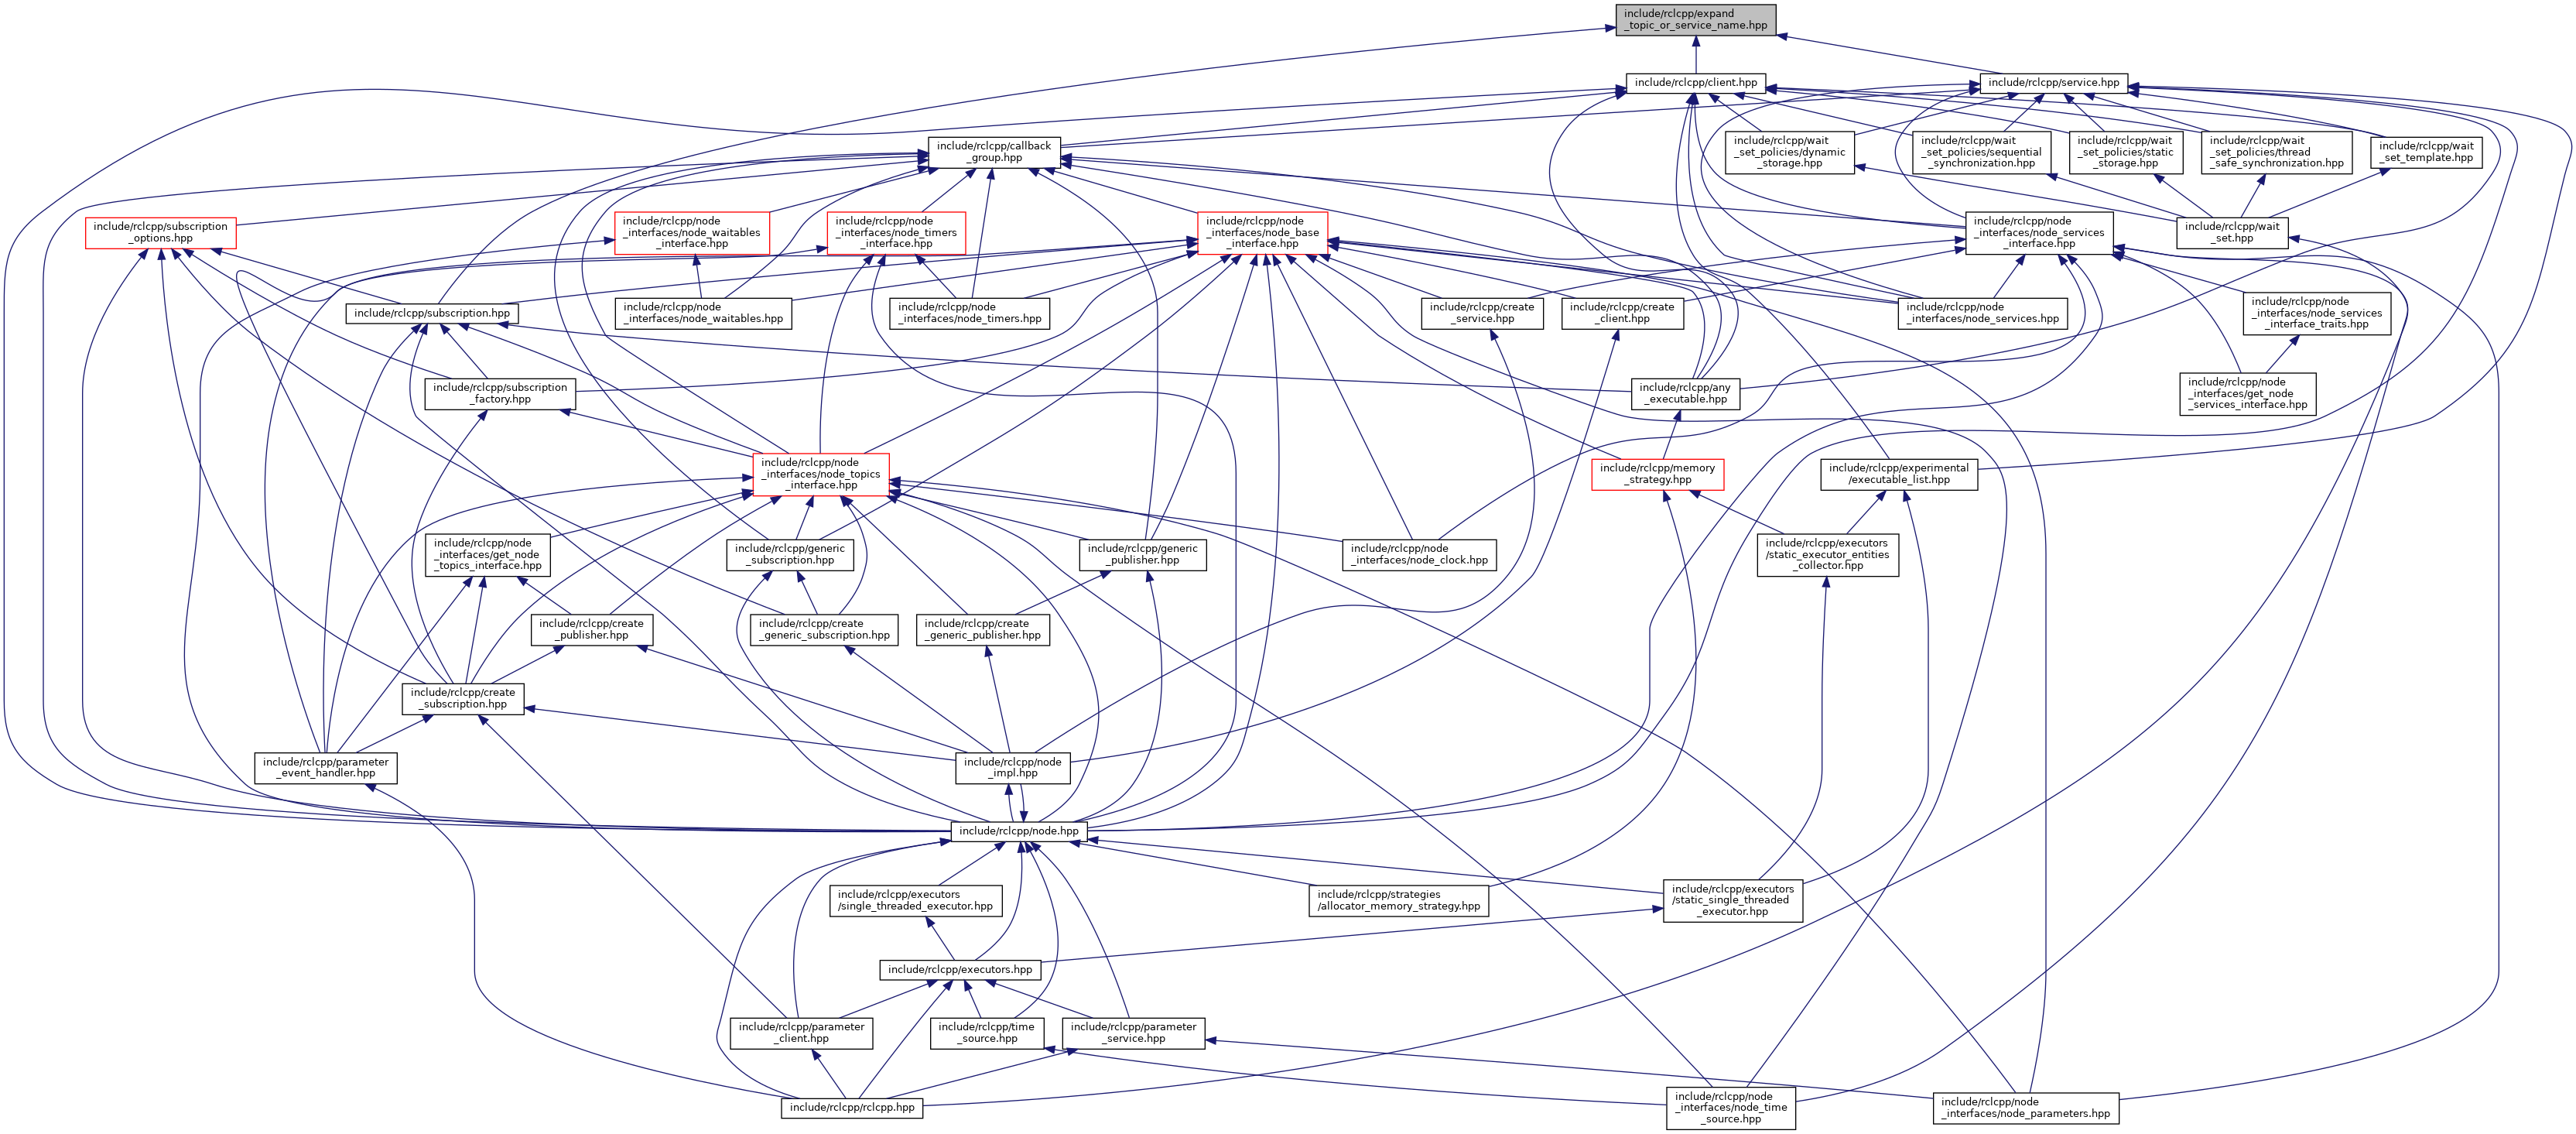 include/rclcpp/expand
_topic_or_service_name.hpp
include/rclcpp/client.hpp
include/rclcpp/service.hpp
include/rclcpp/callback
_group.hpp
include/rclcpp/wait
_set_policies/dynamic
_storage.hpp
include/rclcpp/wait
_set_policies/sequential
_synchronization.hpp
include/rclcpp/wait
_set_policies/static
_storage.hpp
include/rclcpp/wait
_set_policies/thread
_safe_synchronization.hpp
include/rclcpp/wait
_set_template.hpp
include/rclcpp/subscription
_options.hpp
include/rclcpp/node
_interfaces/node_waitables
_interface.hpp
include/rclcpp/node
_interfaces/node_timers
_interface.hpp
include/rclcpp/node
_interfaces/node_base
_interface.hpp
include/rclcpp/node
_interfaces/node_services
_interface.hpp
include/rclcpp/wait
_set.hpp
include/rclcpp/subscription.hpp
include/rclcpp/node
_interfaces/node_waitables.hpp
include/rclcpp/node
_interfaces/node_timers.hpp
include/rclcpp/create
_service.hpp
include/rclcpp/create
_client.hpp
include/rclcpp/node
_interfaces/node_services.hpp
include/rclcpp/node
_interfaces/node_services
_interface_traits.hpp
include/rclcpp/subscription
_factory.hpp
include/rclcpp/any
_executable.hpp
include/rclcpp/node
_interfaces/get_node
_services_interface.hpp
include/rclcpp/node
_interfaces/node_topics
_interface.hpp
include/rclcpp/memory
_strategy.hpp
include/rclcpp/experimental
/executable_list.hpp
include/rclcpp/node
_interfaces/get_node
_topics_interface.hpp
include/rclcpp/generic
_subscription.hpp
include/rclcpp/generic
_publisher.hpp
include/rclcpp/node
_interfaces/node_clock.hpp
include/rclcpp/executors
/static_executor_entities
_collector.hpp
include/rclcpp/create
_publisher.hpp
include/rclcpp/create
_generic_subscription.hpp
include/rclcpp/create
_generic_publisher.hpp
include/rclcpp/create
_subscription.hpp
include/rclcpp/parameter
_event_handler.hpp
include/rclcpp/node
_impl.hpp
include/rclcpp/node.hpp
include/rclcpp/executors
/single_threaded_executor.hpp
include/rclcpp/strategies
/allocator_memory_strategy.hpp
include/rclcpp/executors
/static_single_threaded
_executor.hpp
include/rclcpp/executors.hpp
include/rclcpp/parameter
_client.hpp
include/rclcpp/time
_source.hpp
include/rclcpp/parameter
_service.hpp
include/rclcpp/rclcpp.hpp
include/rclcpp/node
_interfaces/node_time
_source.hpp
include/rclcpp/node
_interfaces/node_parameters.hpp